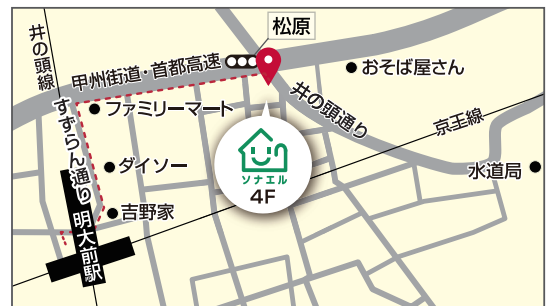 松原
井の頭線
甲州街道・首都高速
おそば屋さん
ファミリーマート
井の頭通り
すずらん通り
京王線
ダイソー
水道局
ソナエル
4F
吉野家
明大前駅